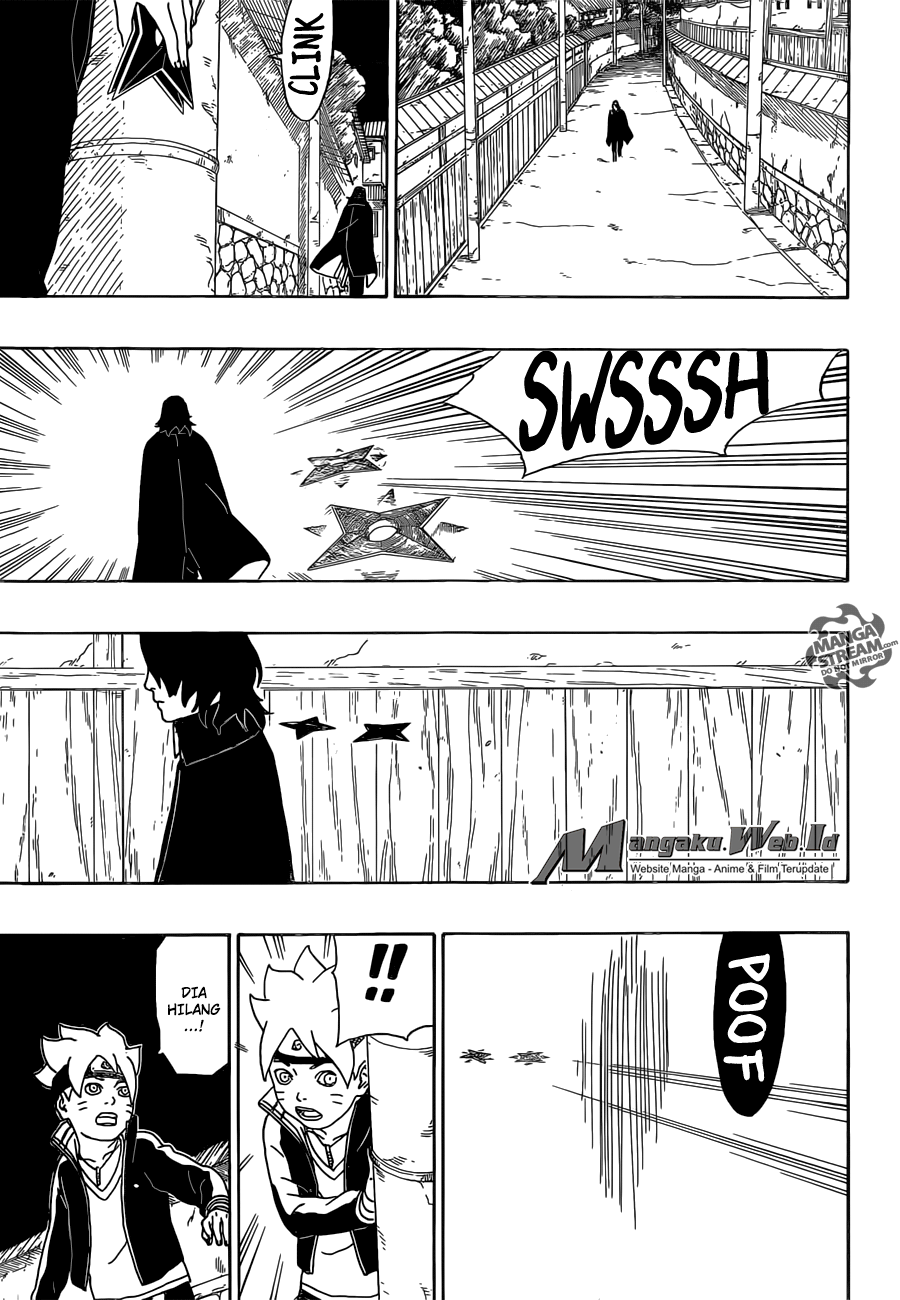 CLINK
SWSSSH
MANGA
STREAM.com
DO NOT MIRROR
Mangaku.Web.Id
Website Manga - Anime & Film Terupdate
POOF
!!
DIA
HILANG
...!